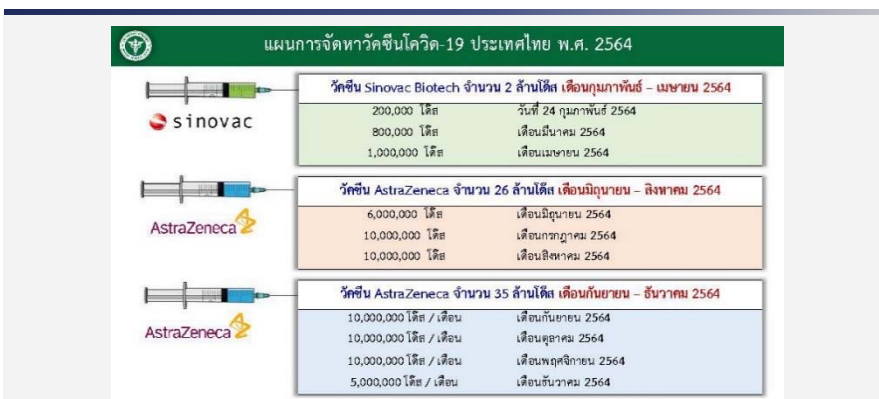 แผนการจัดหาวัคซีนโควิด-19 ประเทศไทย พ.ศ. 2564
วัคซีน Sinovac Biotech จำนวน 2 ล้านโด๊ส เดือนกุมภาพันธ์ – เมษายน 2564
sinovac
200,000 โด๊ส วันที่ 24 กุมภาพันธ์ 2564
800,000 โด๊ส เดือนมีนาคม 2564
1,000,000 โด๊ส เดือนเมษายน 2564
วัคซีน AstraZeneca จำนวน 26 ล้านโด๊ส เดือนมิถุนายน – สิงหาคม 2564
AstraZeneca
6,000,000 โด๊ส เดือนมิถุนายน 2564
10,000,000 โด๊ส เดือนกรกฎาคม 2564
10,000,000 โด๊ส เดือนสิงหาคม 2564
วัคซีน AstraZeneca จำนวน 35 ล้านโด๊ส เดือนกันยายน – ธันวาคม 2564
AstraZeneca
10,000,000 โด๊ส / เดือน เดือนกันยายน 2564
10,000,000 โด๊ส / เดือน เดือนตุลาคม 2564
10,000,000 โด๊ส / เดือน เดือนพฤศจิกายน 2564
5,000,000 โด๊ส / เดือน เดือนธันวาคม 2564